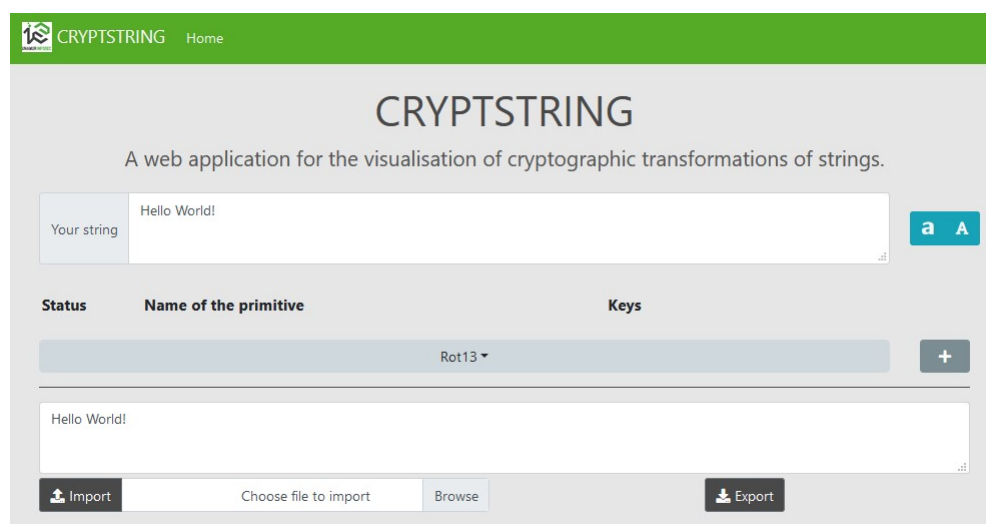 CRYPTSTRING Home
CRYPTSTRING
A web application for the visualisation of cryptographic transformations of strings.
Your string
Hello World!
a A
Status Name of the primitive Keys
Rot13
+
Hello World!
Import Choose file to import Browse Export